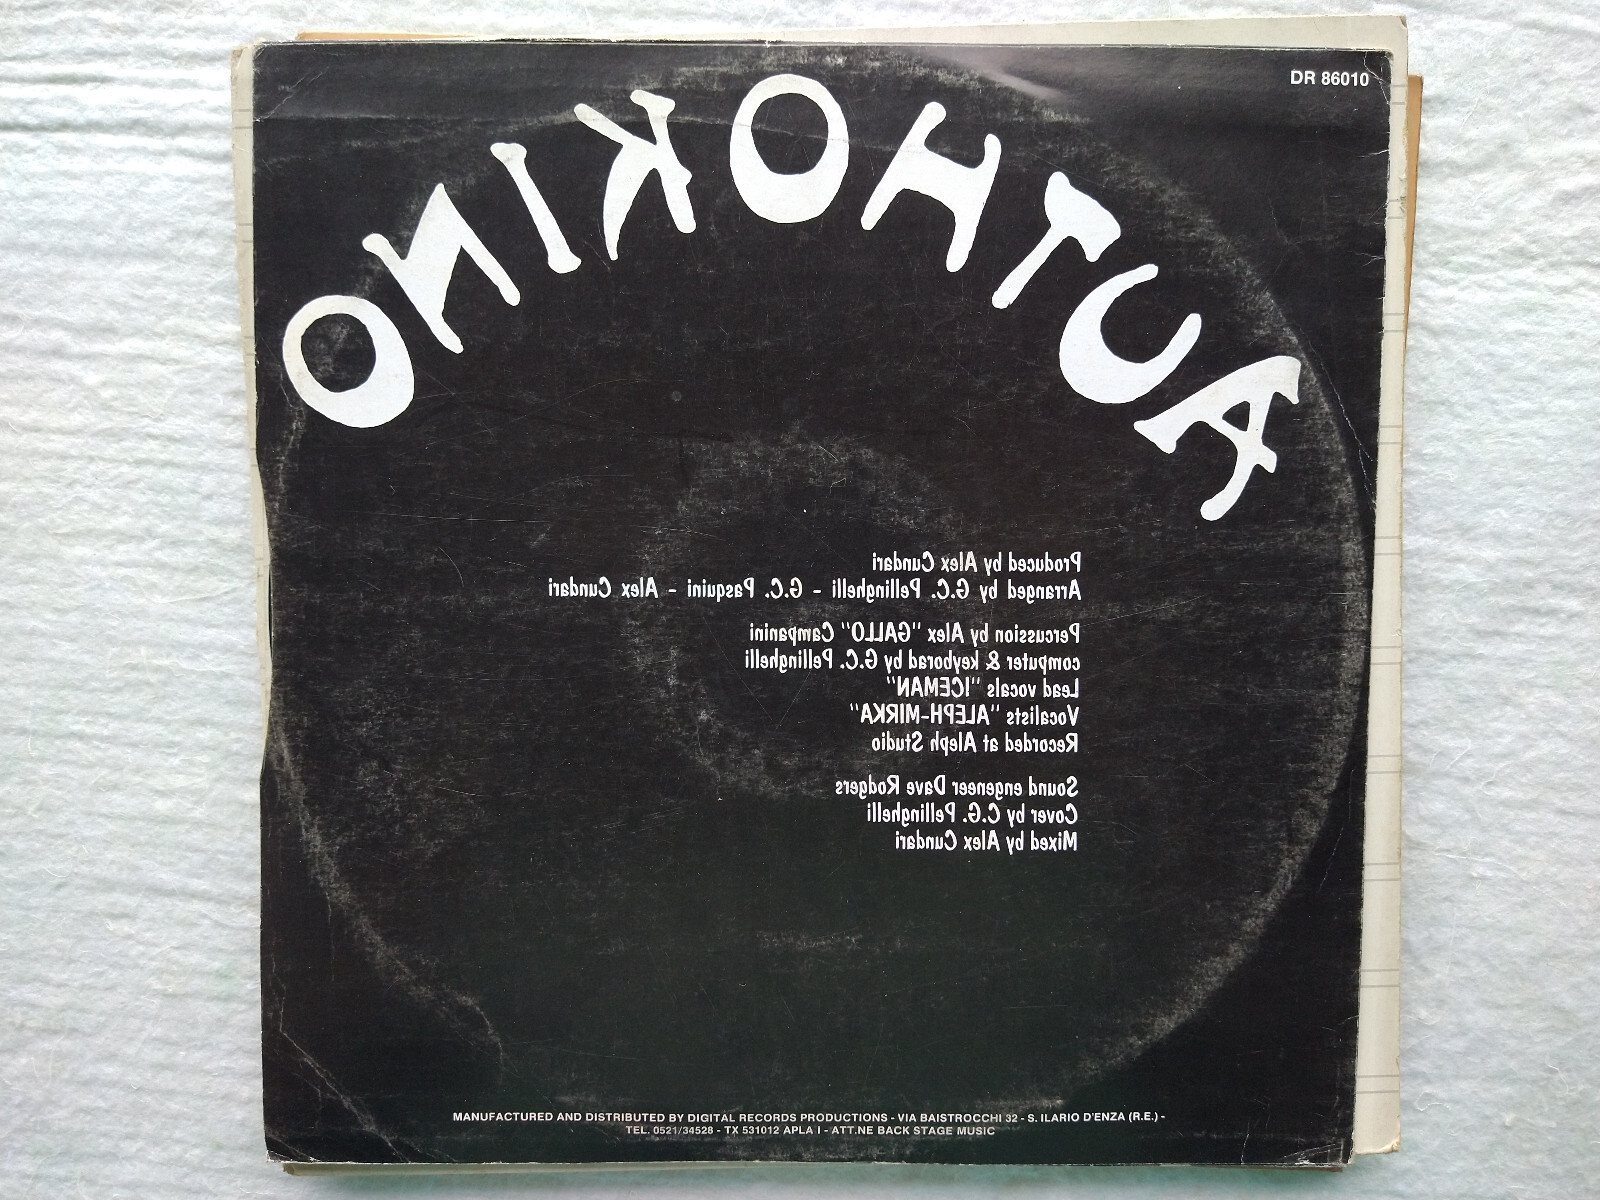 DR 86010
AUTHOKINO
Produced by Alex Cundari
Arranged by G.C. Pellinghelli - G.C. Pasquini - Alex Cundari
Percussion by Alex "GALLO" Campanini
computer & keyborad by G.C. Pellinghelli
Lead vocals "ICEMAN"
Vocalists "ALEPH-MIRKA"
Recorded at Aleph Studio
Sound engeneer Dave Rodgers
Cover by C.G. Pellinghelli
Mixed by Alex Cundari
MANUFACTURED AND DISTRIBUTED BY DIGITAL RECORDS PRODUCTIONS - VIA BAISTROCCHI 32 - S. ILARIO D'ENZA (R.E.) -
TEL. 0521/34528 - TX 531012 APLA I - ATT.NE BACK STAGE MUSIC